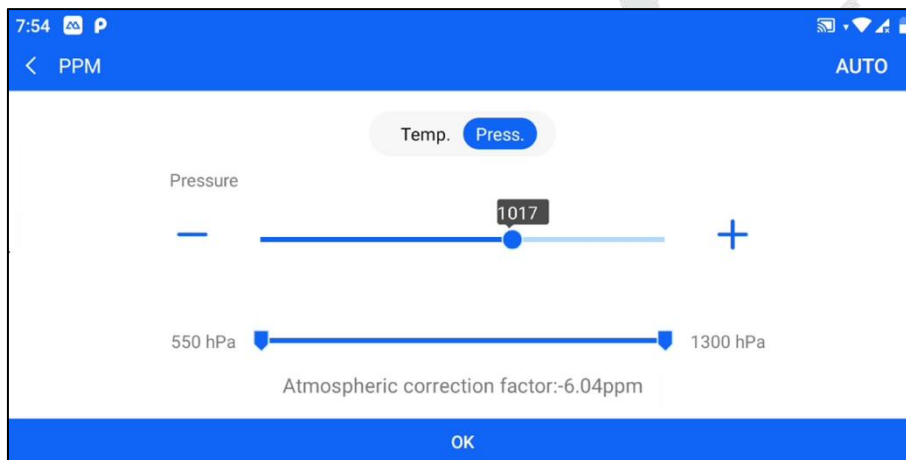 7:54
PPM AUTO
Temp. Press.
Pressure
1017
550 hPa 1300 hPa
Atmospheric correction factor:-6.04ppm
OK